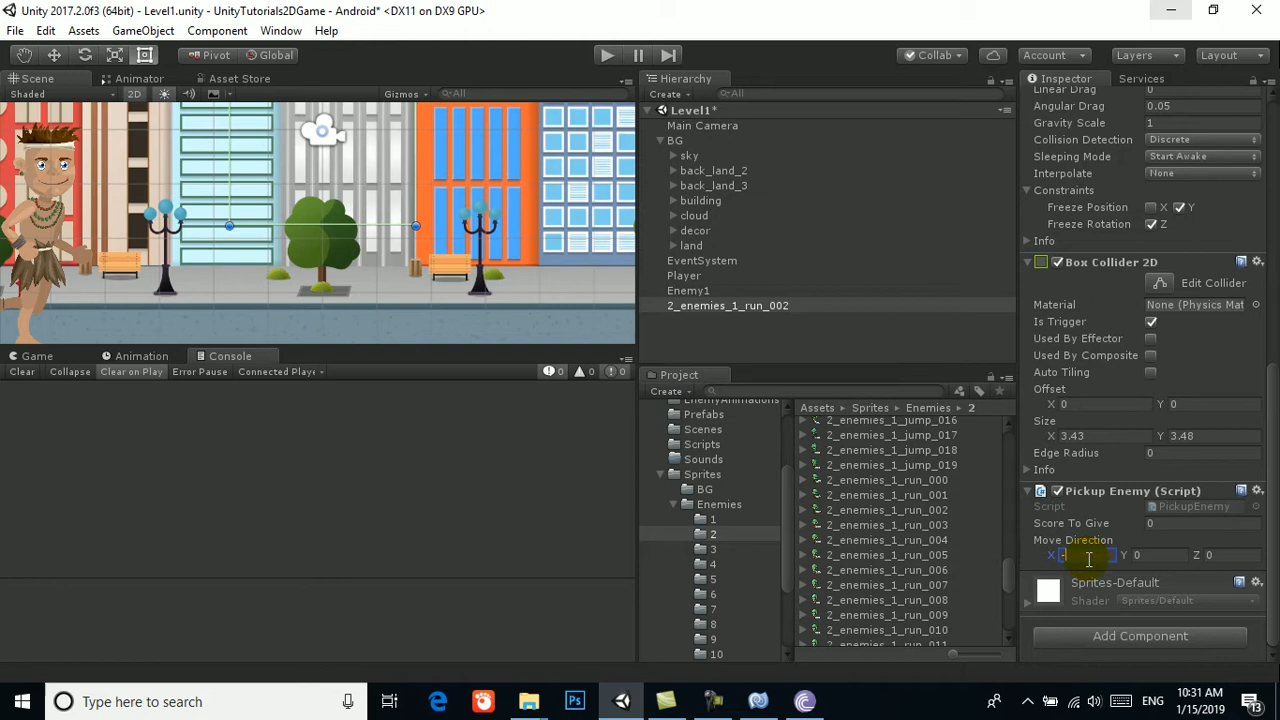 Unity 2017.2.0f3 (64bit) - Level1.unity - UnityTutorials2DGame - Android* <DX11 on DX9 GPU>
File Edit Assets GameObject Component Window Help
Pivot Global Collab Account Layers Layout
Scene Animator Asset Store
Shaded 2D Gizmos All
Hierarchy
Create All
Level1*
Main Camera
BG
sky
back_land_2
back_land_3
building
cloud
decor
land
EventSystem
Player
Enemy1
2_enemies_1_run_002
Game Animation Console
Clear Collapse Clear on Play Error Pause Connected Playe 0 0 0
Project
Create
EnemyAnimations
Prefabs
Scenes
Scripts
Sounds
Sprites
BG
Enemies
1
2
3
4
5
6
7
8
9
10
Assets Sprites Enemies 2
2_enemies_1_jump_016
2_enemies_1_jump_017
2_enemies_1_jump_018
2_enemies_1_jump_019
2_enemies_1_run_000
2_enemies_1_run_001
2_enemies_1_run_002
2_enemies_1_run_003
2_enemies_1_run_004
2_enemies_1_run_005
2_enemies_1_run_006
2_enemies_1_run_007
2_enemies_1_run_008
2_enemies_1_run_009
2_enemies_1_run_010
2_enemies_1_run_011
Inspector Services
Linear Drag 0
Angular Drag 0.05
Gravity Scale 1
Collision Detection Discrete
Sleeping Mode Start Awake
Interpolate None
Constraints
Freeze Position X Y
Freeze Rotation Z
Info
Box Collider 2D
Edit Collider
Material None (Physics Mat
Is Trigger
Used By Effector
Used By Composite
Auto Tiling
Offset
X 0 Y 0
Size
X 3.43 Y 3.48
Edge Radius 0
Info
Pickup Enemy (Script)
Script PickupEnemy
Score To Give 0
Move Direction
X - Y 0 Z 0
Sprites-Default
Shader Sprites/Default
Add Component
Type here to search
Ps
ENG
10:31 AM
1/15/2019
13